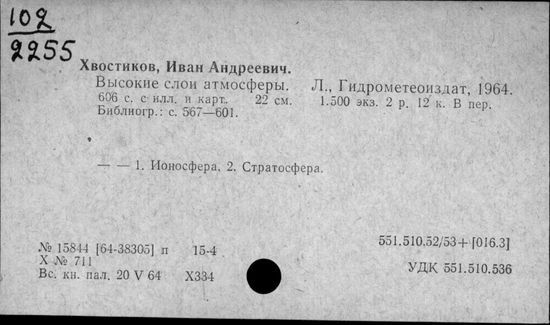 102
2255
Хвостиков, Иван Андреевич.
Высокие слои атмосферы. Л., Гидрометеоиздат, 1964.
606 с. с илл. и карт. 22 см. 1.500 экз. 2 р. 12 к. В пер.
Библиогр.: с. 567—601.
— — 1. Ионосфера, 2. Стратосфера.
№ 15844 [64-38305] п 15-4
Х № 711
Вс. кн. пал. 20 V 64 Х334
551.510.52/53+[016.3]
УДК 551.510.536